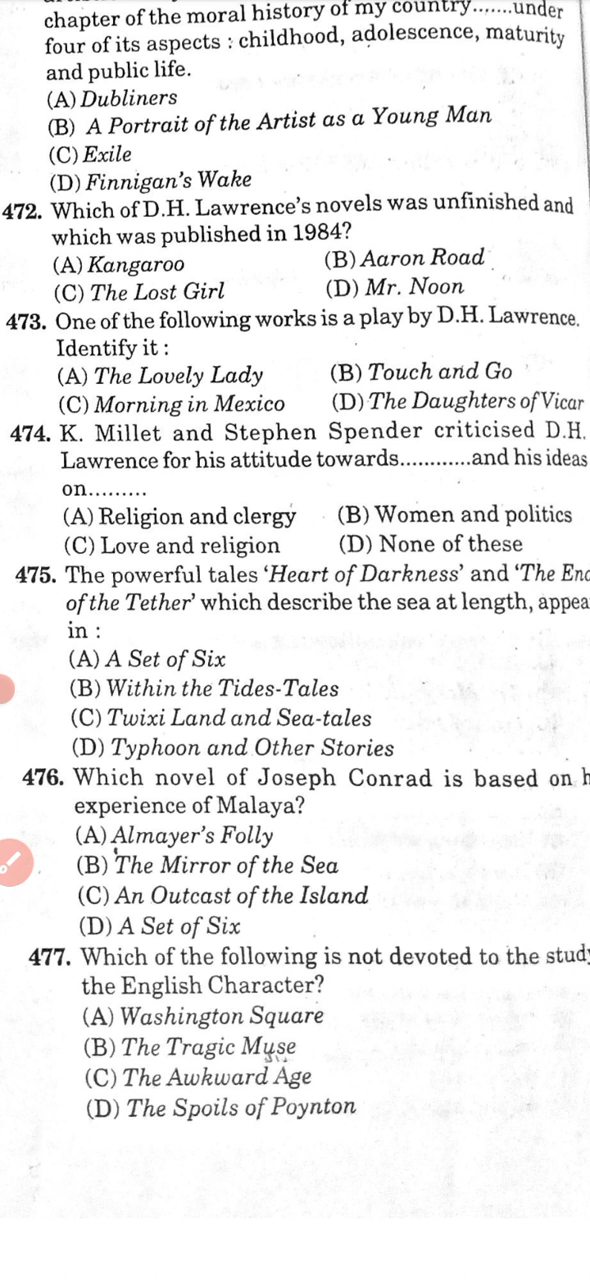 chapter of the moral history of my country.......under
four of its aspects : childhood, adolescence, maturity
and public life.
(A) Dubliners
(B) A Portrait of the Artist as a Young Man
(C) Exile
(D) Finnigan's Wake
472. Which of D.H. Lawrence's novels was unfinished and
which was published in 1984?
(A) Kangaroo (B) Aaron Road
(C) The Lost Girl (D) Mr. Noon
473. One of the following works is a play by D.H. Lawrence.
Identify it :
(A) The Lovely Lady (B) Touch and Go
(C) Morning in Mexico (D) The Daughters of Vicar
474. K. Millet and Stephen Spender criticised D.H.
Lawrence for his attitude towards............and his ideas
on.........
(A) Religion and clergy (B) Women and politics
(C) Love and religion (D) None of these
475. The powerful tales 'Heart of Darkness' and 'The End
of the Tether' which describe the sea at length, appea
in :
(A) A Set of Six
(B) Within the Tides-Tales
(C) Twixi Land and Sea-tales
(D) Typhoon and Other Stories
476. Which novel of Joseph Conrad is based on h
experience of Malaya?
(A) Almayer's Folly
(B) The Mirror of the Sea
(C) An Outcast of the Island
(D) A Set of Six
477. Which of the following is not devoted to the study
the English Character?
(A) Washington Square
(B) The Tragic Muse
(C) The Awkward Age
(D) The Spoils of Poynton